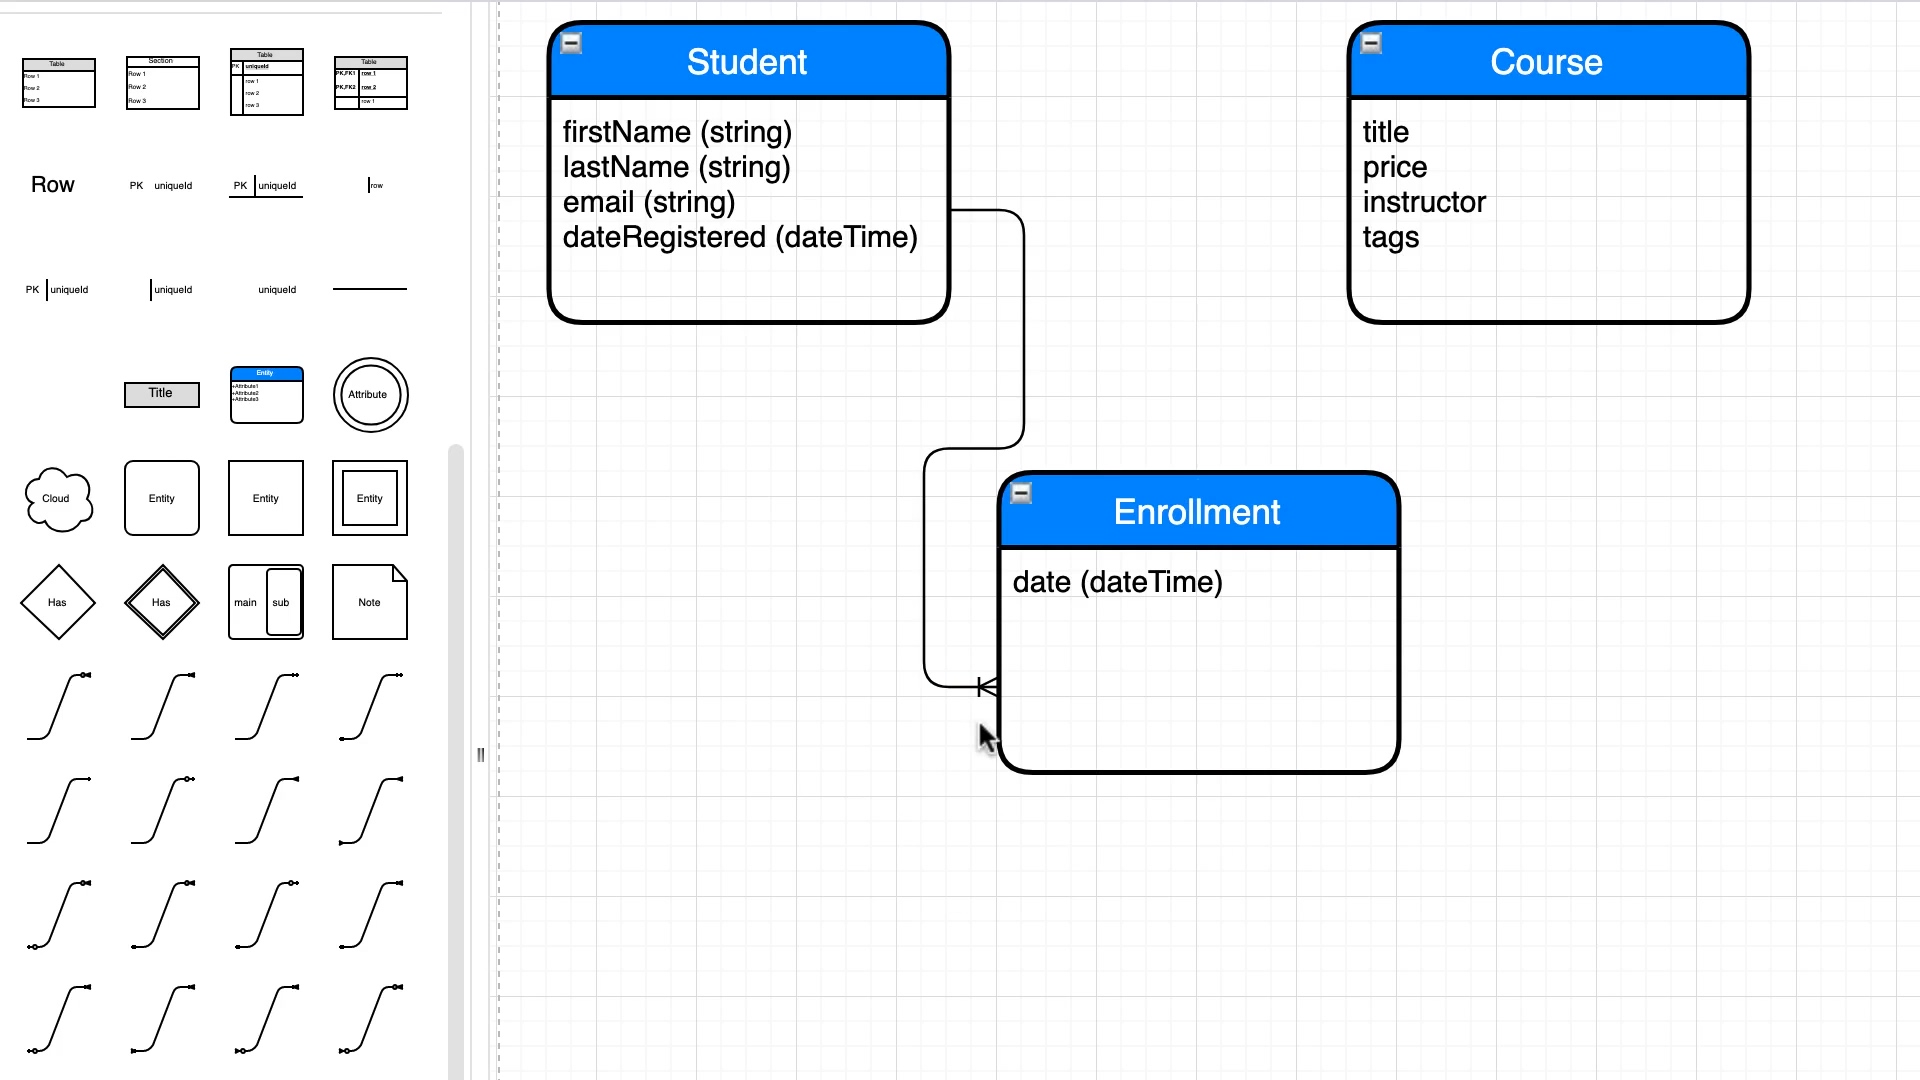 Table
Row 1
Row 2
Row 3
Section
Row 1
Row 2
Row 3
Table
PK uniqueId
row 1
row 2
row 3
Table
PK,FK1 row 1
PK,FK2 row 2
row 1
Row
PK uniqueId
PK uniqueId
row
PK uniqueId
uniqueId
uniqueId
Title
Entity
+Attribute1
+Attribute2
+Attribute3
Attribute
Cloud
Entity
Entity
Entity
Has
Has
main sub
Note
Student
firstName (string)
lastName (string)
email (string)
dateRegistered (dateTime)
Course
title
price
instructor
tags
Enrollment
date (dateTime)